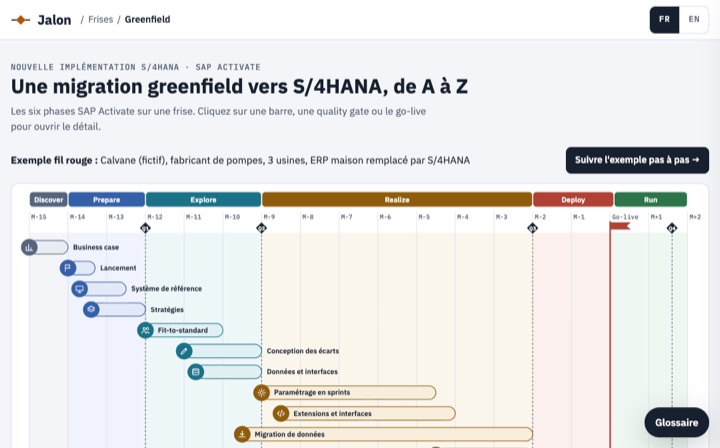 Jalon / Frises / Greenfield
FR EN
NOUVELLE IMPLÉMENTATION S/4HANA · SAP ACTIVATE
Une migration greenfield vers S/4HANA, de A à Z
Les six phases SAP Activate sur une frise. Cliquez sur une barre, une quality gate ou le go-live
pour ouvrir le détail.
Exemple fil rouge : Calvane (fictif), fabricant de pompes, 3 usines, ERP maison remplacé par S/4HANA
Suivre l'exemple pas à pas →
Discover Prepare Explore Realize Deploy Run
M-15 M-14 M-13 M-12 M-11 M-10 M-9 M-8 M-7 M-6 M-5 M-4 M-3 M-2 M-1 Go-live M+1 M+2
Business case
Lancement
Système de référence
Stratégies
Fit-to-standard
Conception des écarts
Données et interfaces
Paramétrage en sprints
Extensions et interfaces
Migration de données
Glossaire